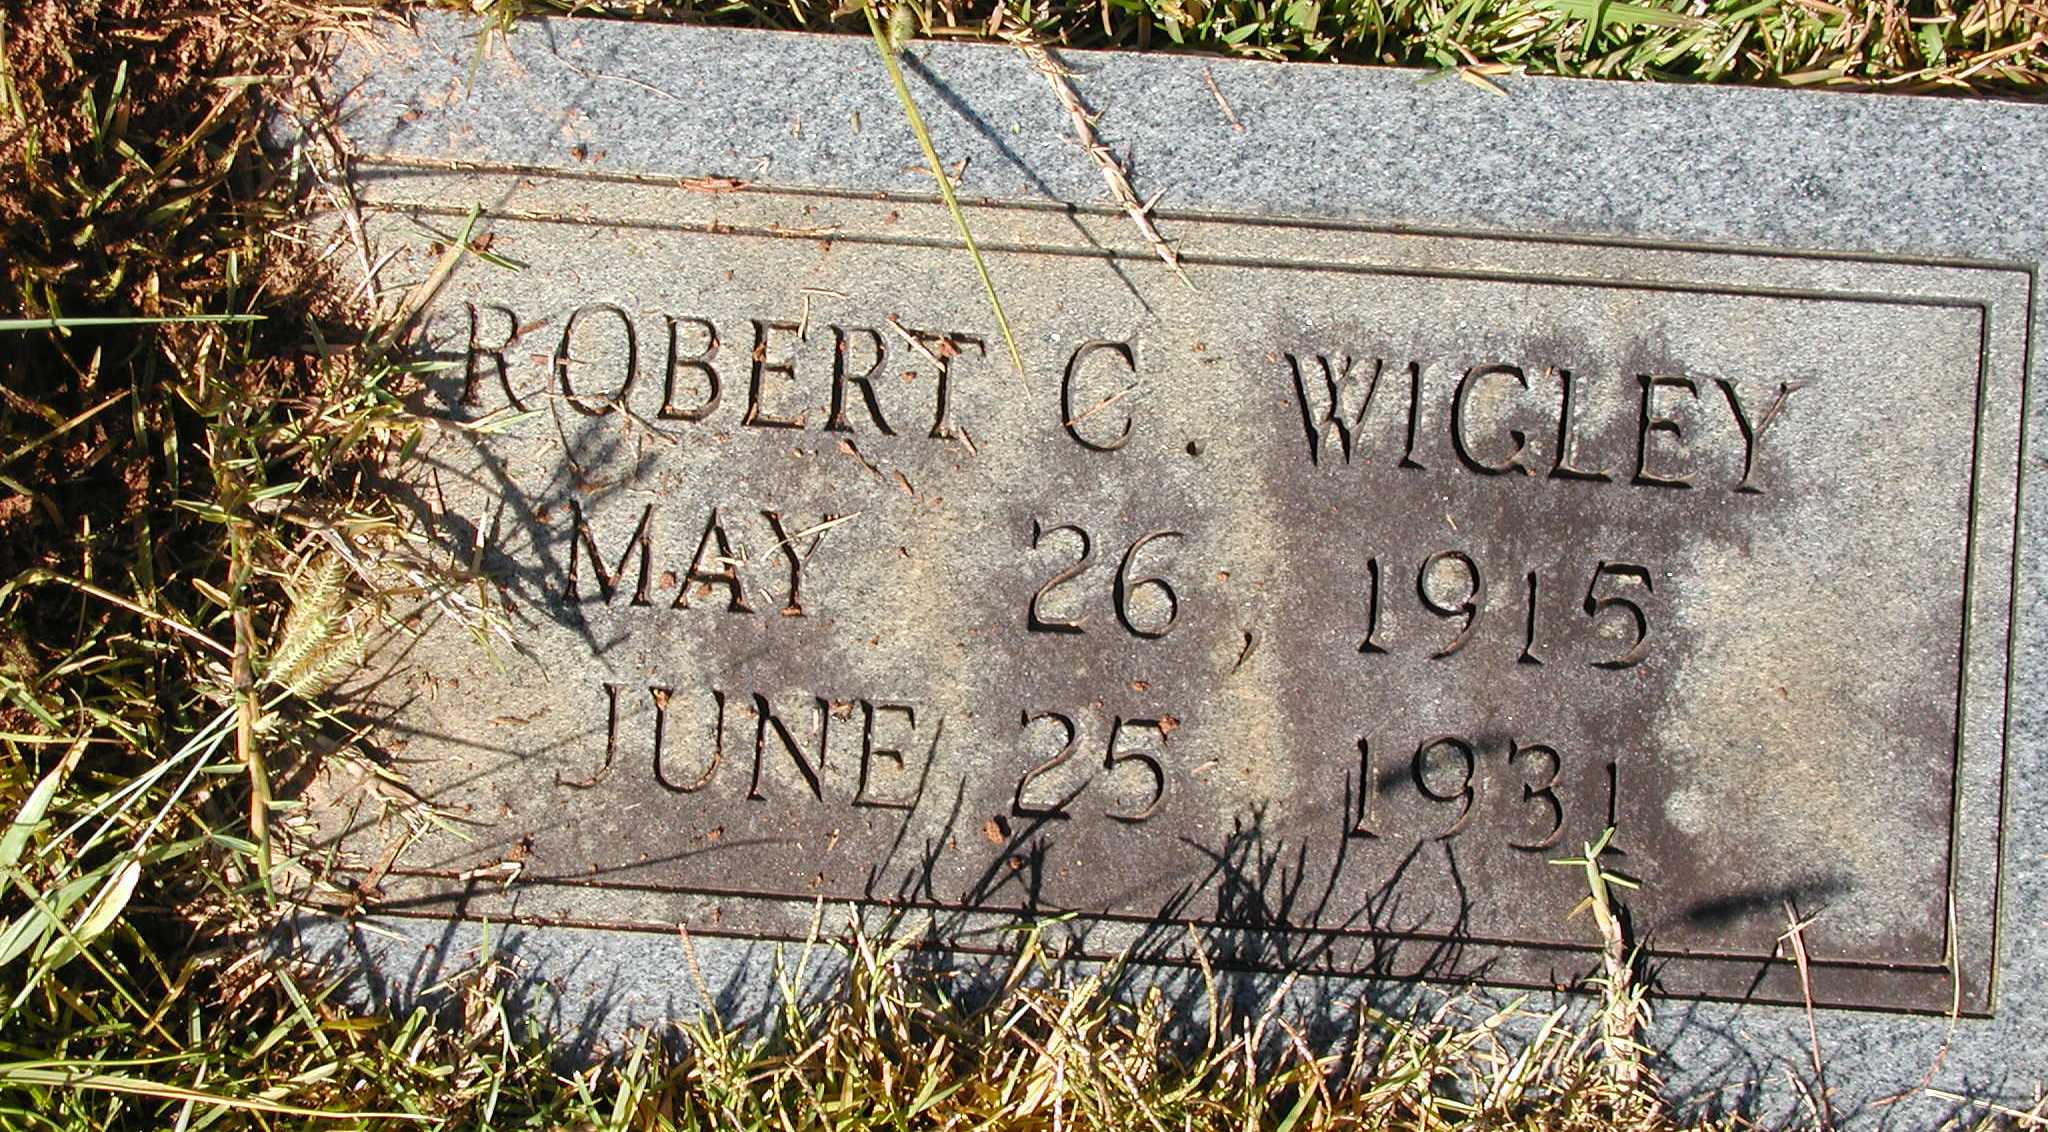 ROBERT C. WIGLEY
MAY 26, 1915
JUNE 25, 1931